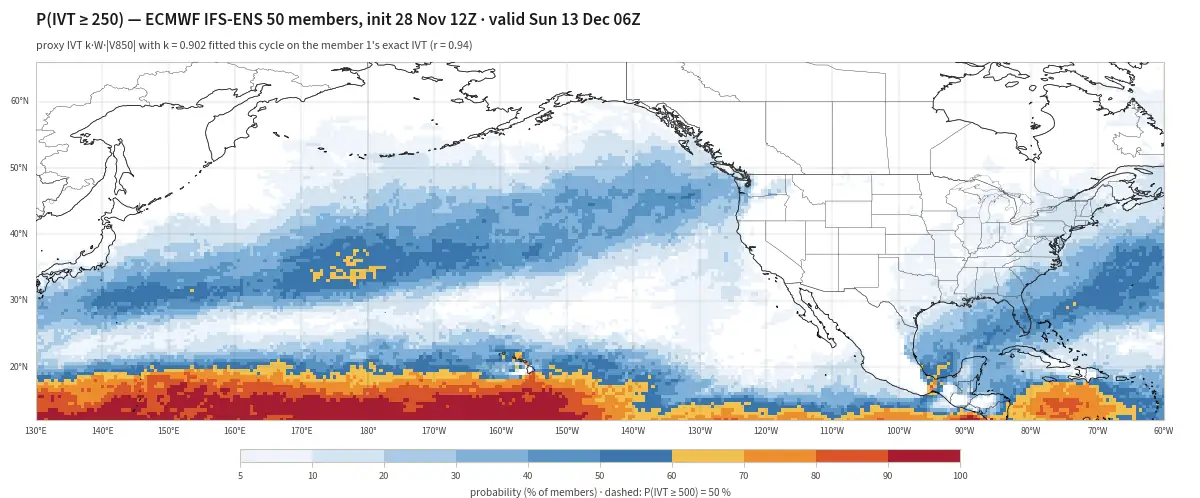 P(IVT ≥ 250) — ECMWF IFS-ENS 50 members, init 28 Nov 12Z · valid Sun 13 Dec 06Z
proxy IVT k·W·|V850| with k = 0.902 fitted this cycle on the member 1's exact IVT (r = 0.94)
60°N
50°N
40°N
30°N
20°N
130°E 140°E 150°E 160°E 170°E 180° 170°W 160°W 150°W 140°W 130°W 120°W 110°W 100°W 90°W 80°W 70°W 60°W
5 10 20 30 40 50 60 70 80 90 100
probability (% of members) · dashed: P(IVT ≥ 500) = 50 %